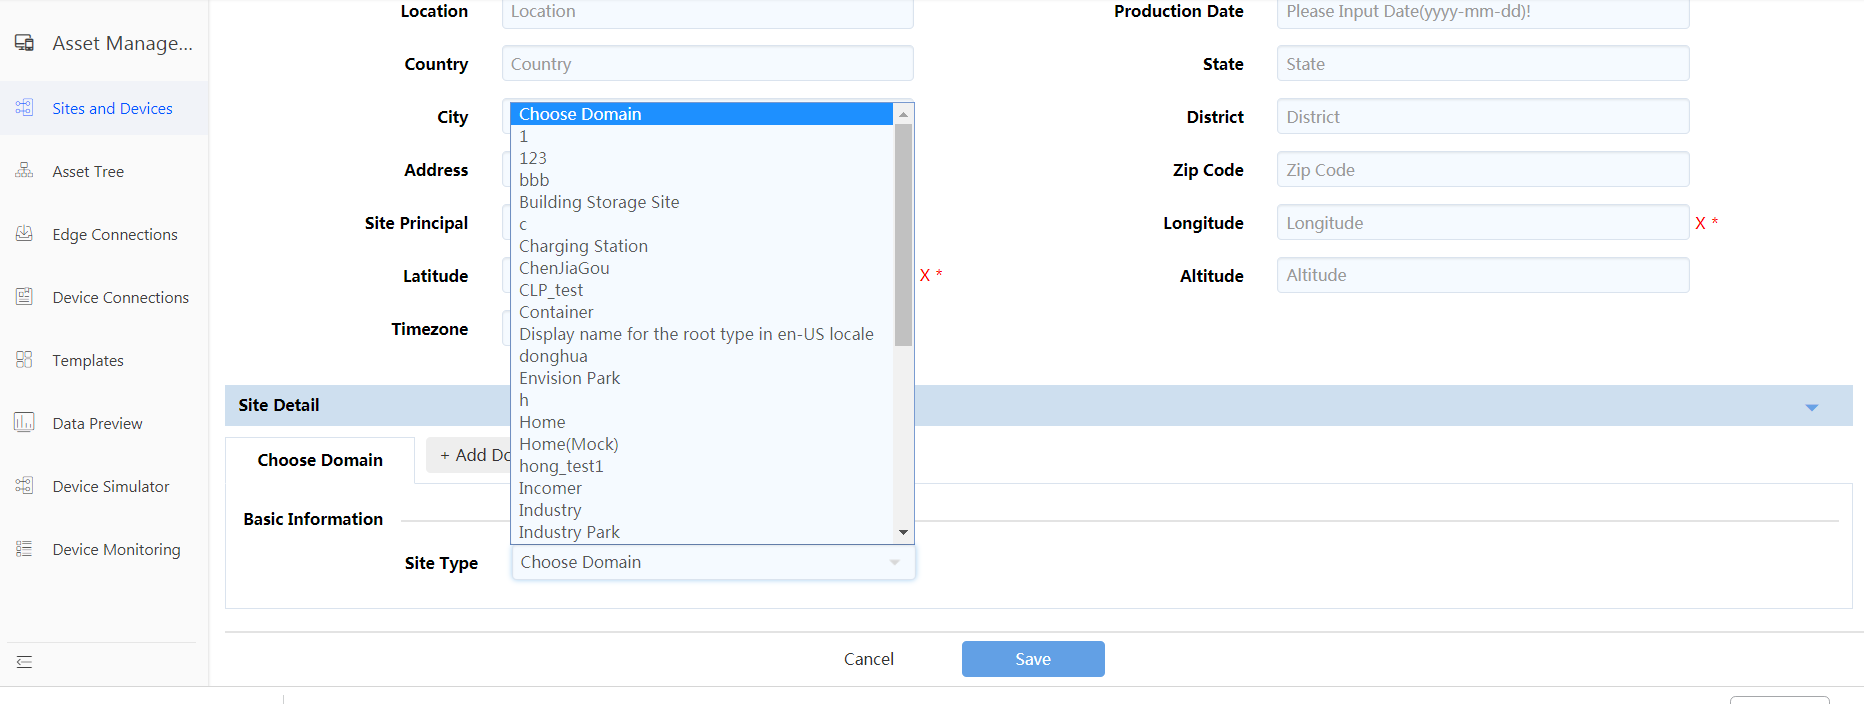 Asset Manage...
Sites and Devices
Asset Tree
Edge Connections
Device Connections
Templates
Data Preview
Device Simulator
Device Monitoring
Location Location Production Date Please Input Date(yyyy-mm-dd)!
Country Country State State
City District District
Address Zip Code Zip Code
Site Principal Longitude Longitude X *
Latitude X * Altitude Altitude
Timezone
Choose Domain
1
123
bbb
Building Storage Site
c
Charging Station
ChenJiaGou
CLP_test
Container
Display name for the root type in en-US locale
donghua
Envision Park
h
Home
Home(Mock)
hong_test1
Incomer
Industry
Industry Park
Site Detail
Choose Domain + Add Do
Basic Information
Site Type Choose Domain
Cancel Save